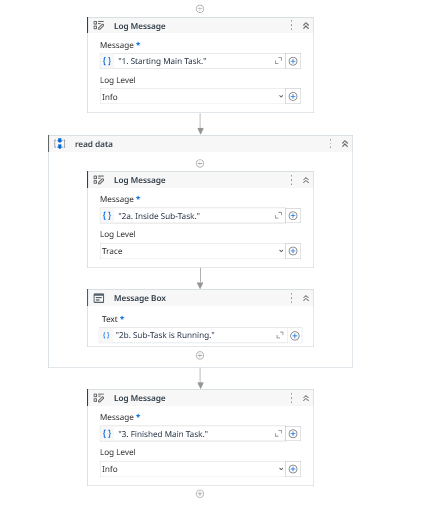 Log Message
Message *
"1. Starting Main Task."
Log Level
Info
read data
Log Message
Message *
"2a. Inside Sub-Task."
Log Level
Trace
Message Box
Text *
"2b. Sub-Task is Running."
Log Message
Message *
"3. Finished Main Task."
Log Level
Info